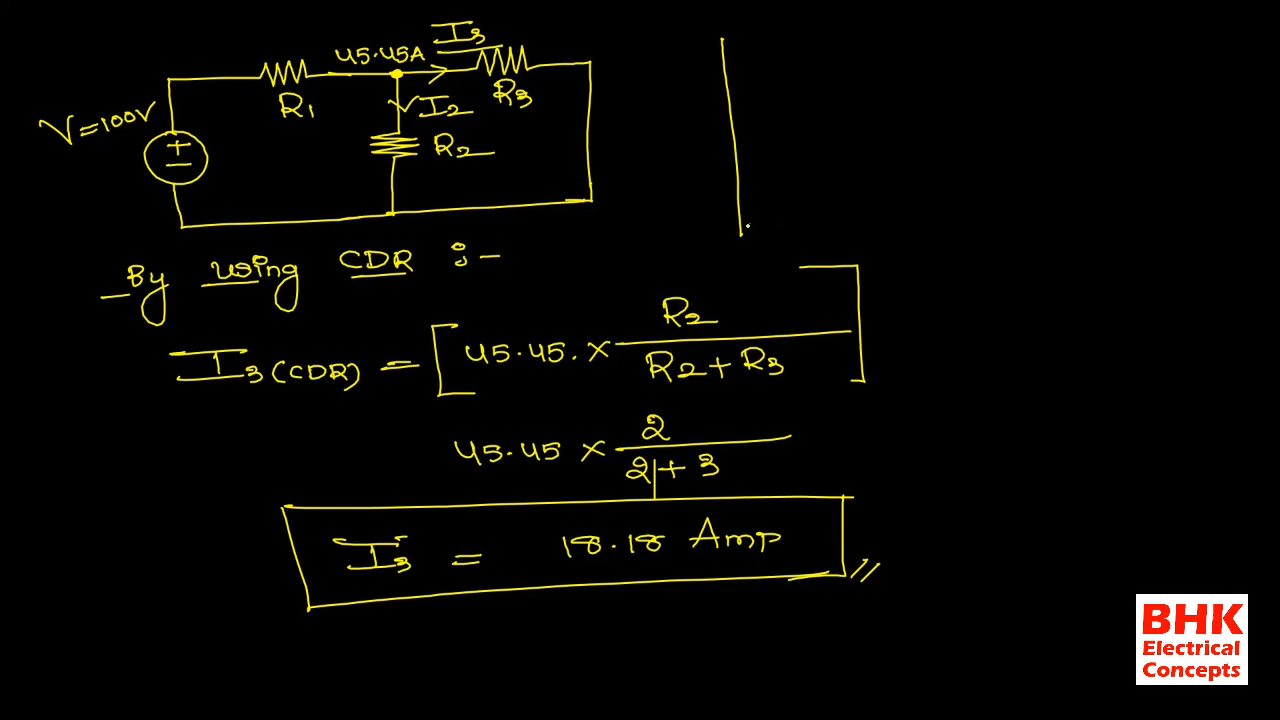 I3
45.45A
V=100V
R1
I2
R3
R2
By using CDR :-
I3(CDR) = [45.45. × R2 / R2 + R3]
45.45 × 2 / 2 + 3
I3 = 18.18 Amp //
BHK
Electrical
Concepts